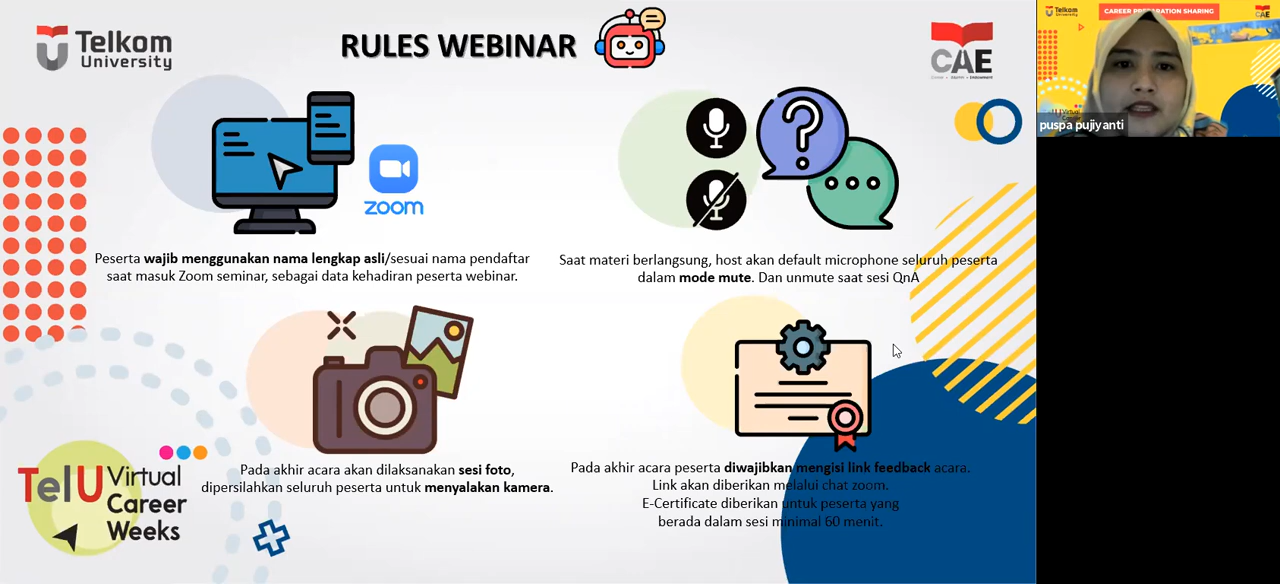 Telkom
University
RULES WEBINAR
CAE
zoom
Peserta wajib menggunakan nama lengkap asli/sesuai nama pendaftar
saat masuk Zoom seminar, sebagai data kehadiran peserta webinar.
Saat materi berlangsung, host akan default microphone seluruh peserta
dalam mode mute. Dan unmute saat sesi QnA
Pada akhir acara akan dilaksanakan sesi foto,
dipersilahkan seluruh peserta untuk menyalakan kamera.
Pada akhir acara peserta diwajibkan mengisi link feedback acara.
Link akan diberikan melalui chat zoom.
E-Certificate diberikan untuk peserta yang
berada dalam sesi minimal 60 menit.
TelU Virtual
Career
Weeks
Telkom
University
CAREER PREPARATION SHARING
CAE
puspa pujiyanti